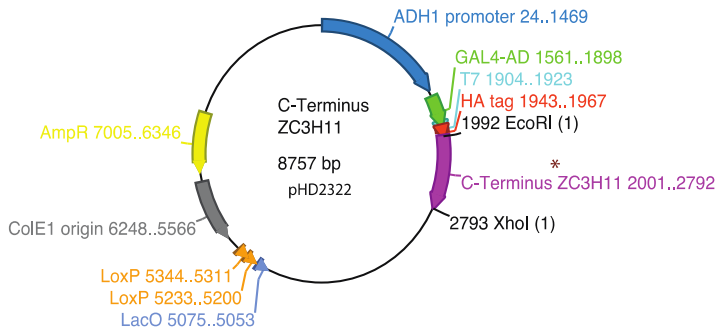 ADH1 promoter 24..1469
GAL4-AD 1561..1898
T7 1904..1923
HA tag 1943..1967
1992 EcoRI (1)
*
C-Terminus ZC3H11 2001..2792
2793 XhoI (1)
C-Terminus
ZC3H11
8757 bp
pHD2322
AmpR 7005..6346
ColE1 origin 6248..5566
LoxP 5344..5311
LoxP 5233..5200
LacO 5075..5053